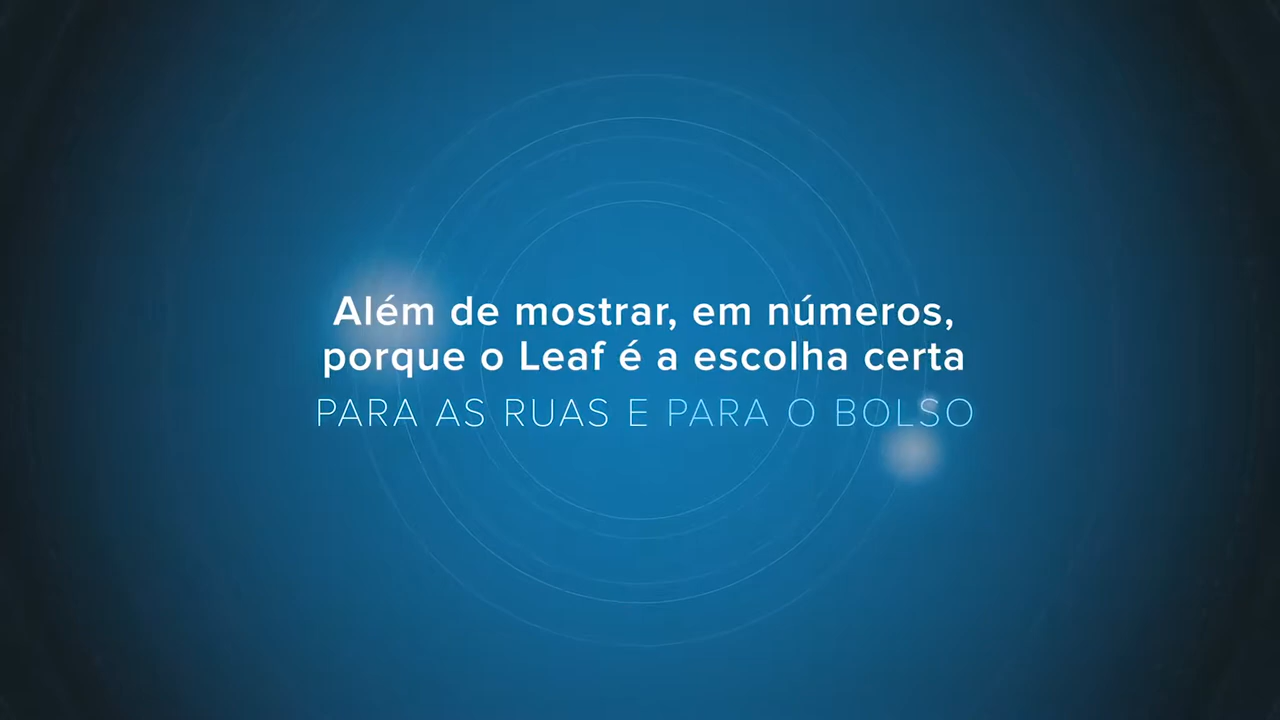 Além de mostrar, em números,
porque o Leaf é a escolha certa
PARA AS RUAS E PARA O BOLSO